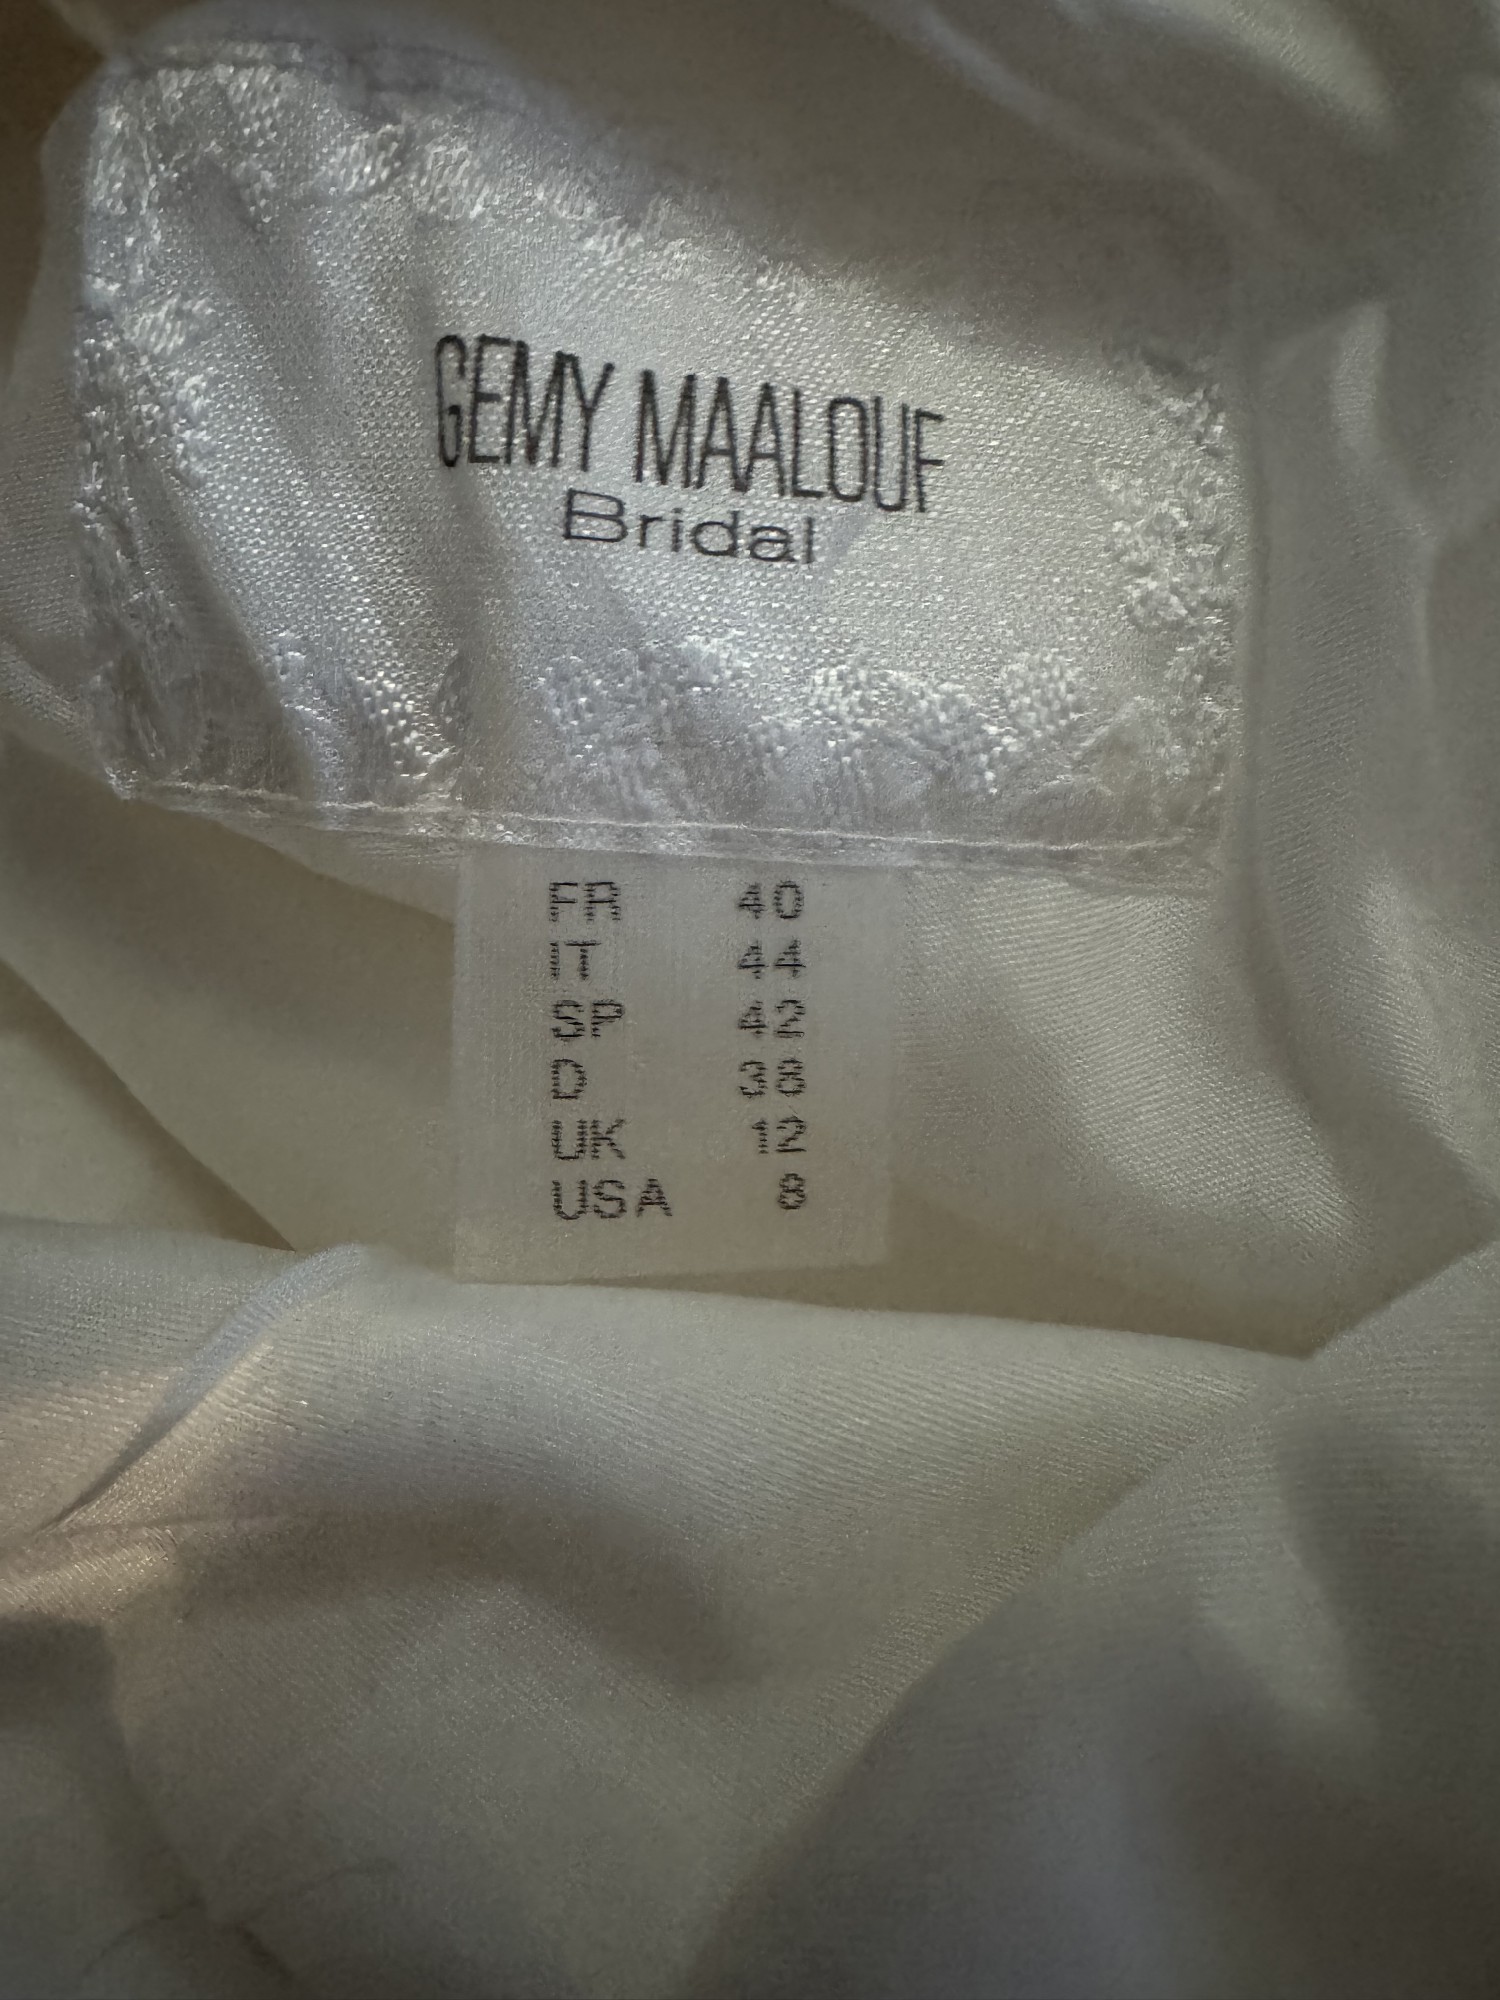 GEMY MAALOUF
Bridal
FR 40
IT 44
SP 42
D 38
UK 12
USA 8